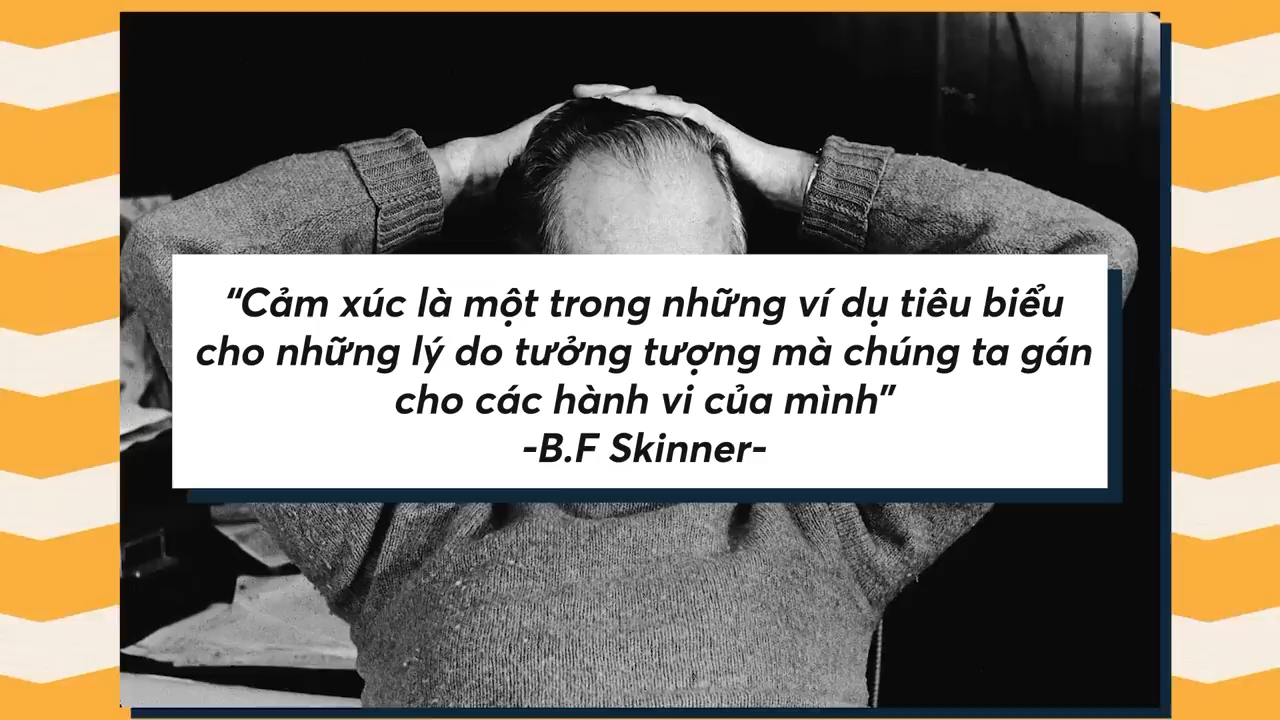 “Cảm xúc là một trong những ví dụ tiêu biểu
cho những lý do tưởng tượng mà chúng ta gán
cho các hành vi của mình”
-B.F Skinner-